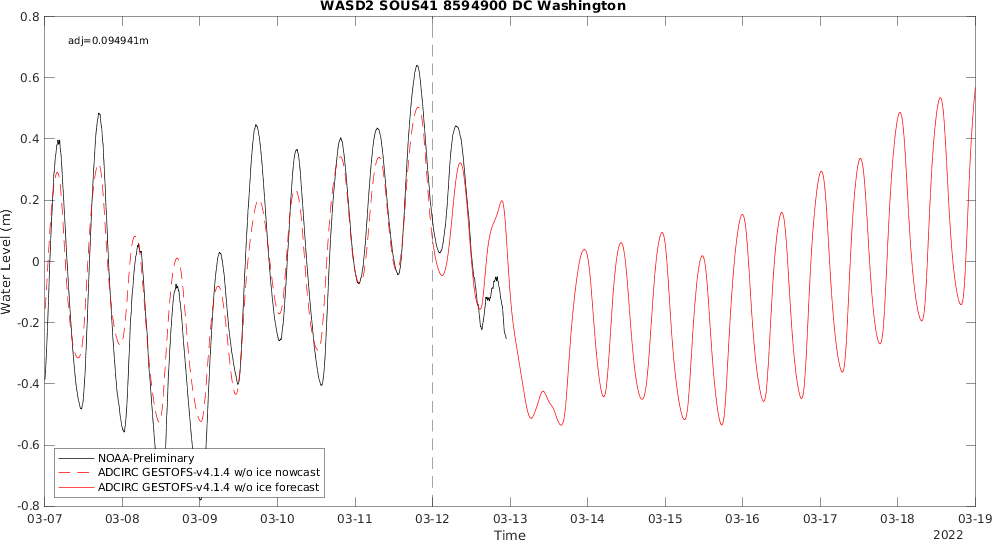 WASD2 SOUS41 8594900 DC Washington
adj=0.094941m
0.8
0.6
0.4
0.2
0
-0.2
-0.4
-0.6
-0.8
Water Level (m)
NOAA-Preliminary
ADCIRC GESTOFS-v4.1.4 w/o ice nowcast
ADCIRC GESTOFS-v4.1.4 w/o ice forecast
03-07 03-08 03-09 03-10 03-11 03-12 03-13 03-14 03-15 03-16 03-17 03-18 03-19
Time
2022